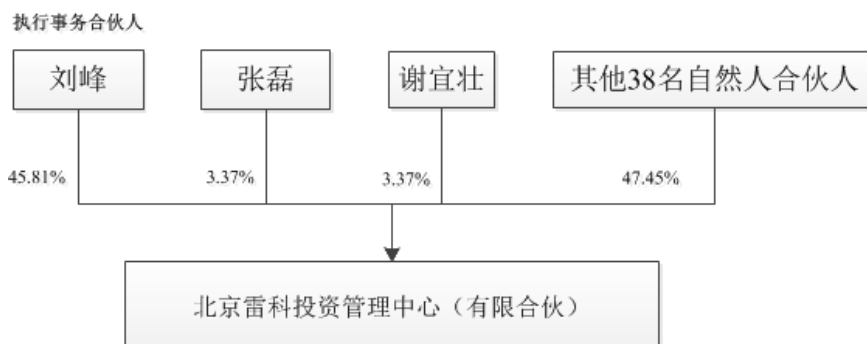 执行事务合伙人
刘峰 张磊 谢宜壮 其他38名自然人合伙人
45.81% 3.37% 3.37% 47.45%
北京雷科投资管理中心（有限合伙）